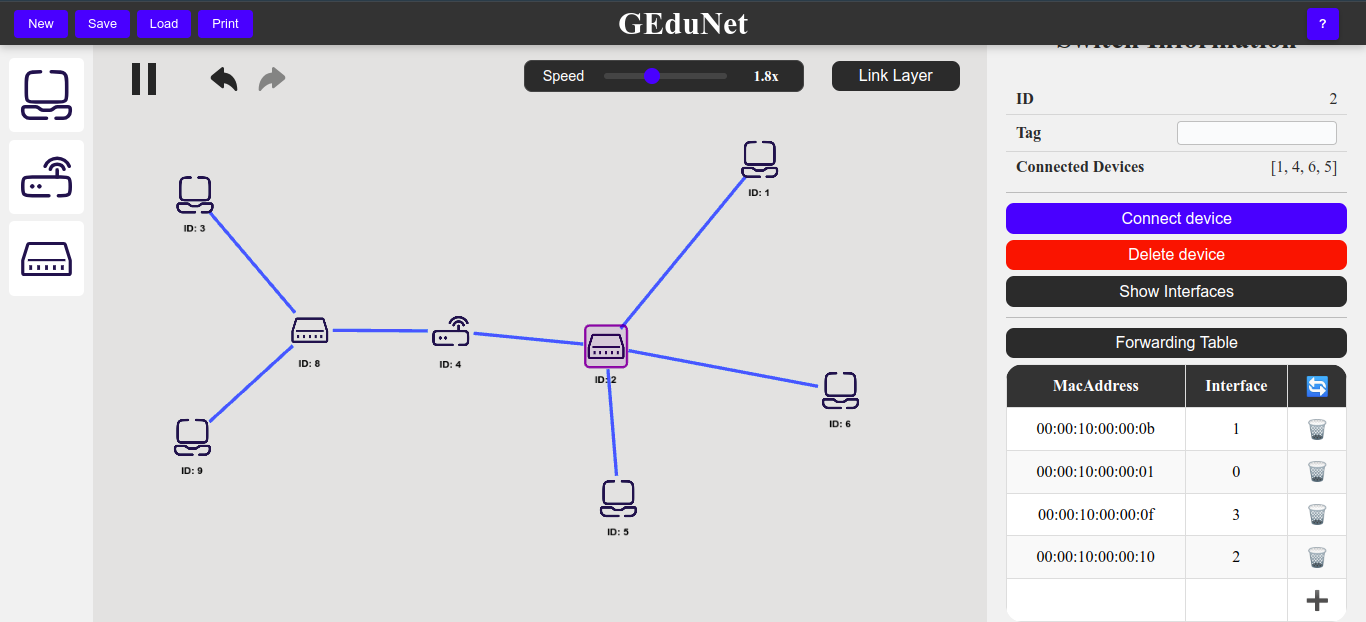 New Save Load Print GEduNet ?
Speed 1.8x Link Layer
ID: 1
ID: 3
ID: 8
ID: 4
ID: 2
ID: 6
ID: 9
ID: 5
Switch Information
ID 2
Tag
Connected Devices [1, 4, 6, 5]
Connect device
Delete device
Show Interfaces
Forwarding Table
MacAddress Interface
00:00:10:00:00:0b 1
00:00:10:00:00:01 0
00:00:10:00:00:0f 3
00:00:10:00:00:10 2